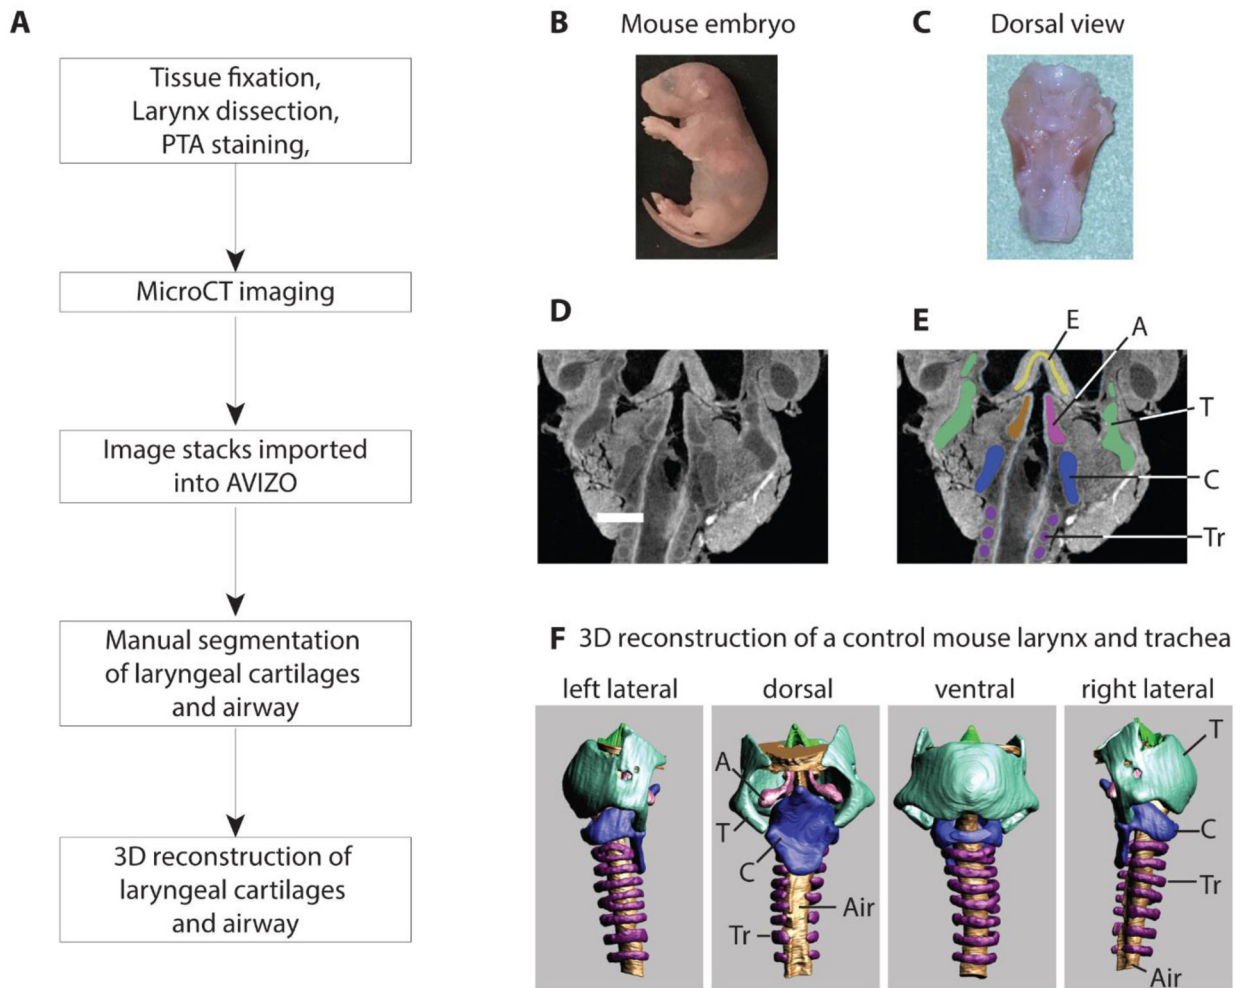 A
Tissue fixation,
Larynx dissection,
PTA staining,
MicroCT imaging
Image stacks imported
into AVIZO
Manual segmentation
of laryngeal cartilages
and airway
3D reconstruction of
laryngeal cartilages
and airway
B Mouse embryo
C Dorsal view
D
E
E
A
T
C
Tr
F 3D reconstruction of a control mouse larynx and trachea
left lateral
dorsal
ventral
right lateral
A
T
C
Tr
Air
T
C
Tr
Air